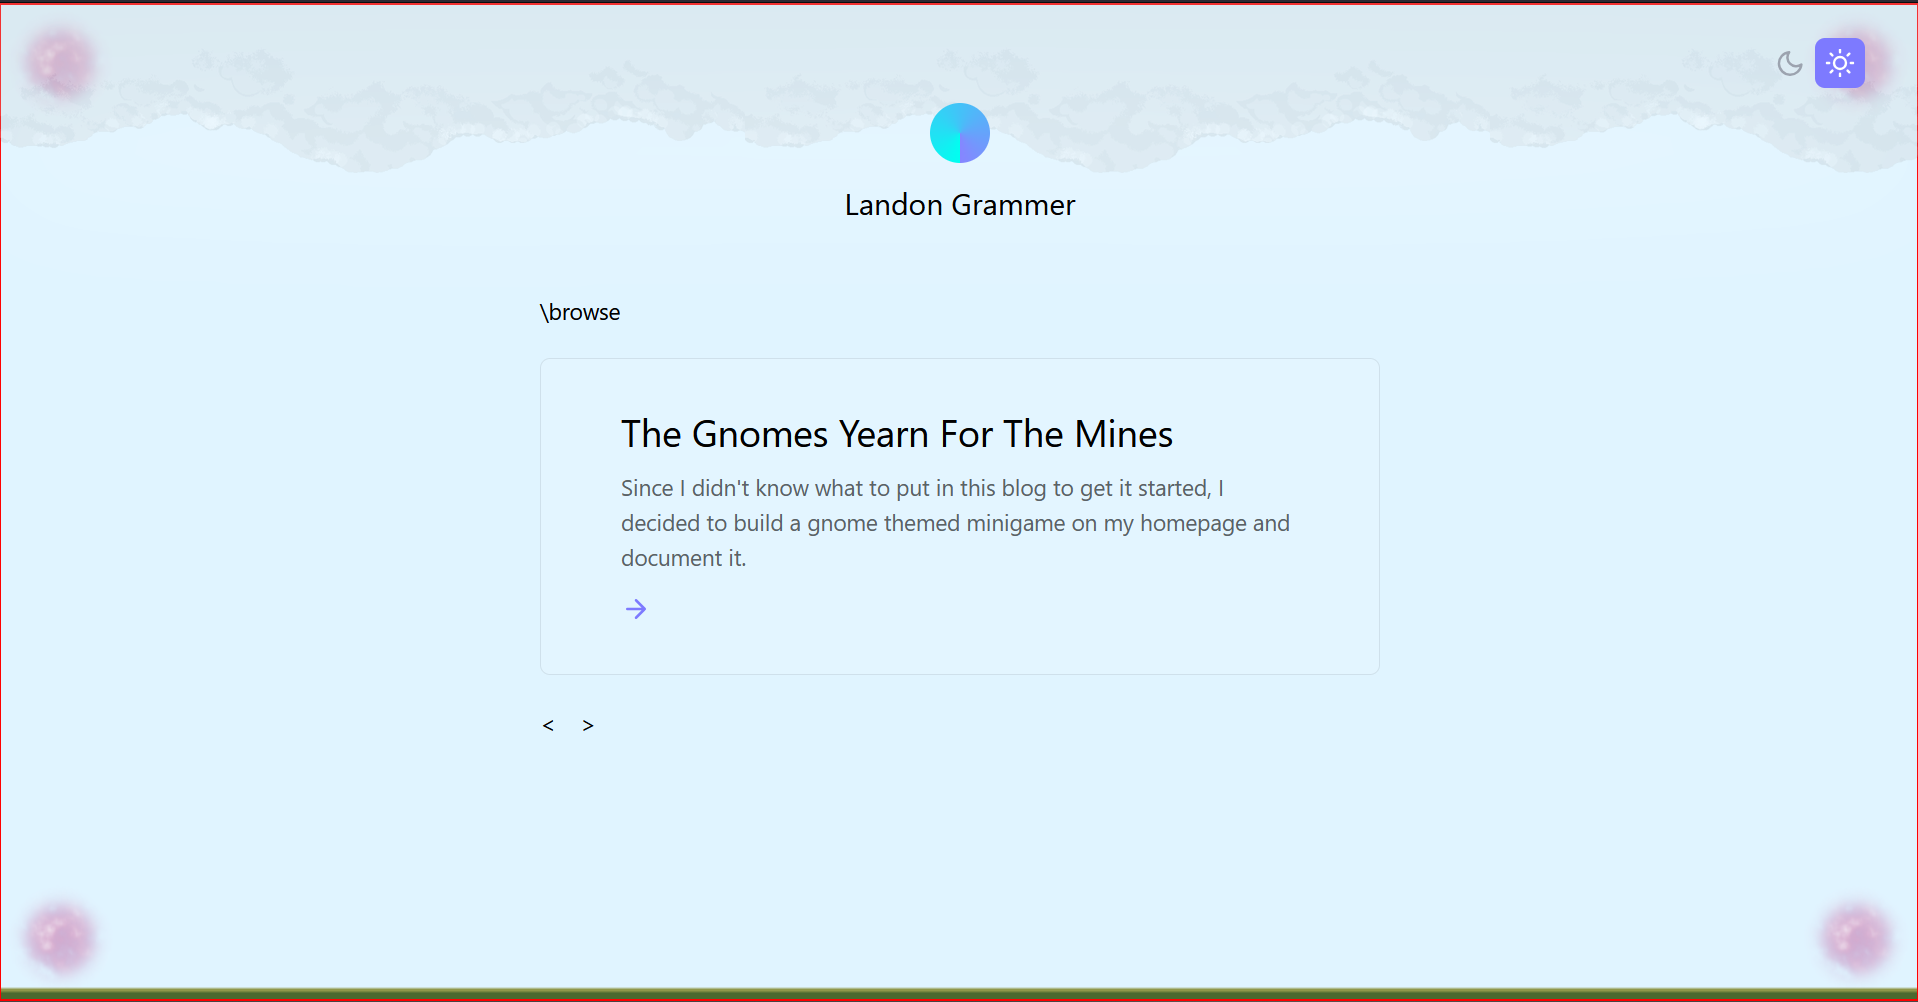 Landon Grammer
\browse
The Gnomes Yearn For The Mines
Since I didn't know what to put in this blog to get it started, I
decided to build a gnome themed minigame on my homepage and
document it.
< >